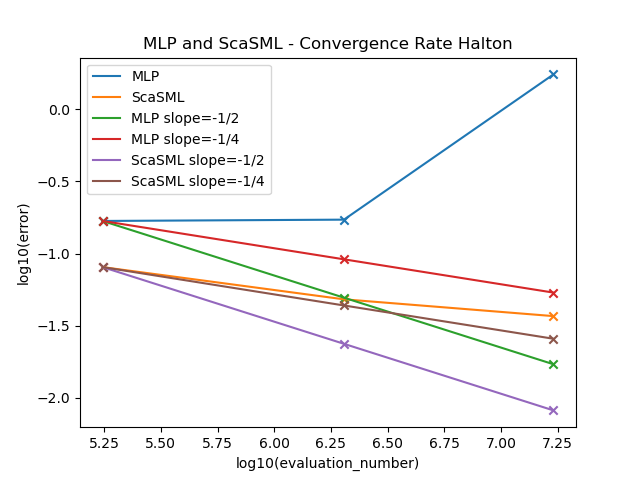 MLP and ScaSML - Convergence Rate Halton
MLP
ScaSML
MLP slope=-1/2
MLP slope=-1/4
ScaSML slope=-1/2
ScaSML slope=-1/4
log10(error)
0.0
−0.5
−1.0
−1.5
−2.0
5.25
5.50
5.75
6.00
6.25
6.50
6.75
7.00
7.25
log10(evaluation_number)